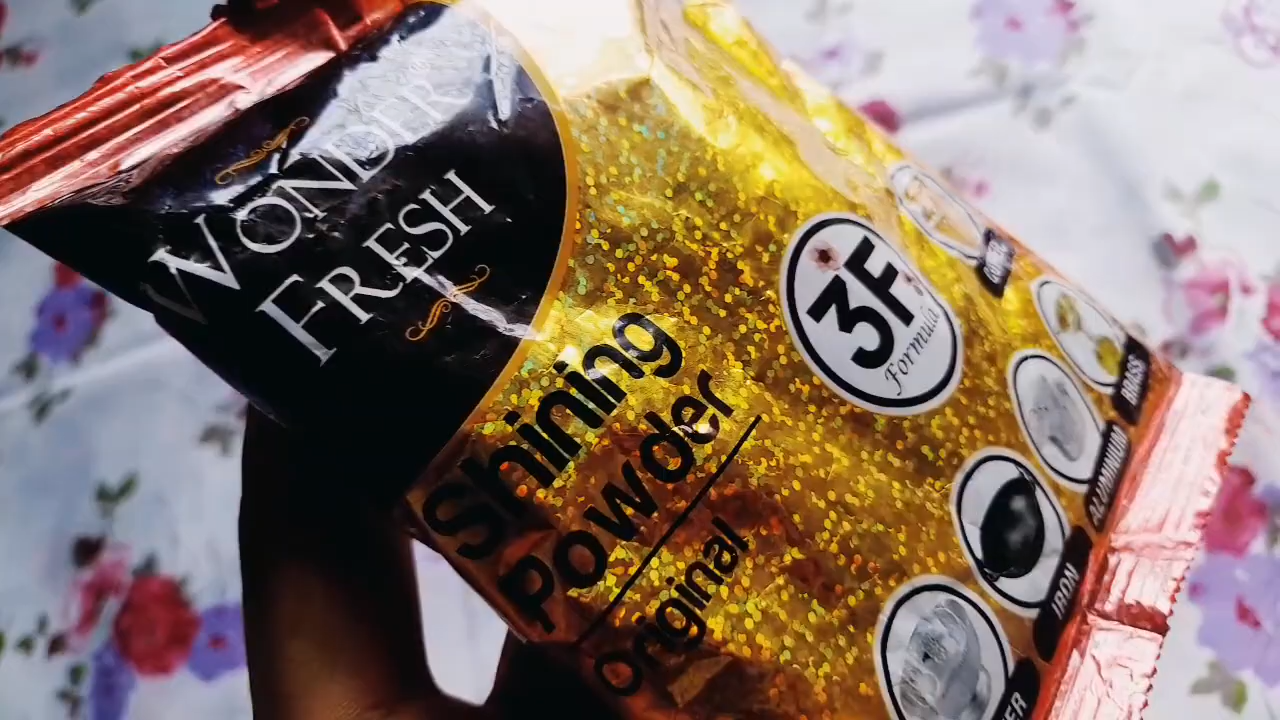 WONDER
FRESH
Shining
Powder
original
3F
Formula
BRASS
ALUMINIUM
IRON